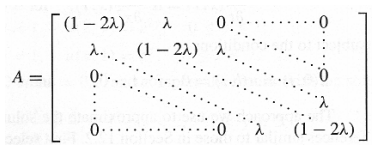 (1 − 2λ) λ 0 0
λ (1 − 2λ) λ
A = 0 0
λ
0 0 λ (1 − 2λ)